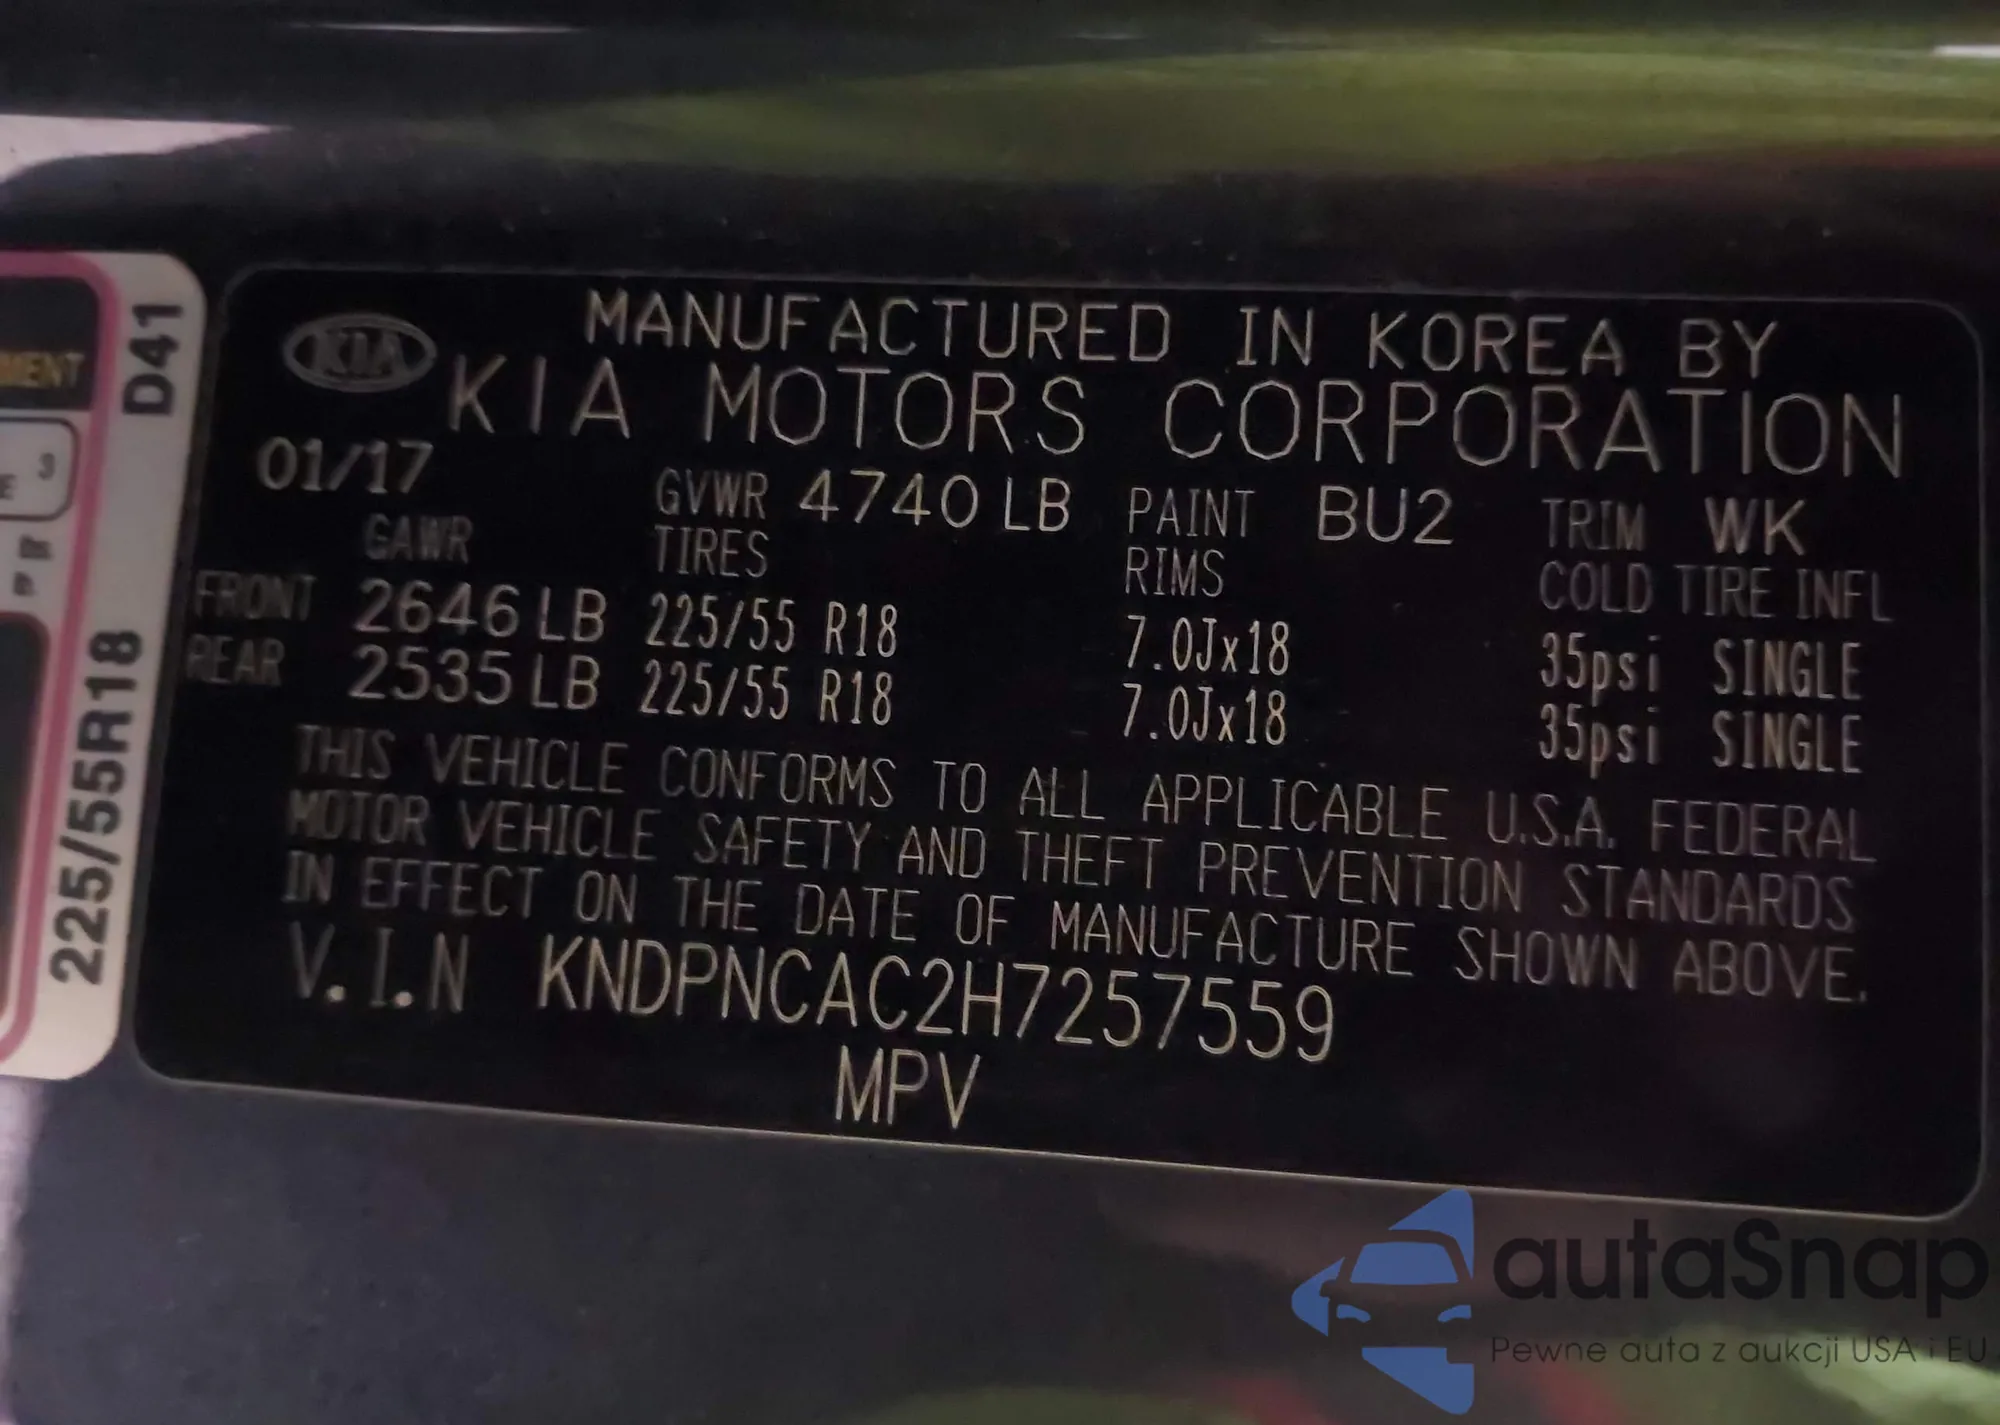 KIA
MANUFACTURED IN KOREA BY
KIA MOTORS CORPORATION
01/17 GVWR 4740 LB PAINT BU2 TRIM WK
GAWR TIRES RIMS COLD TIRE INFL
FRONT 2646 LB 225/55 R18 7.0Jx18 35psi SINGLE
REAR 2535 LB 225/55 R18 7.0Jx18 35psi SINGLE
THIS VEHICLE CONFORMS TO ALL APPLICABLE U.S.A. FEDERAL
MOTOR VEHICLE SAFETY AND THEFT PREVENTION STANDARDS
IN EFFECT ON THE DATE OF MANUFACTURE SHOWN ABOVE.
V.I.N KNDPNCAC2H7257559
MPV
225/55R18 D41
3
autaSnap
Pewne auta z aukcji USA i EU